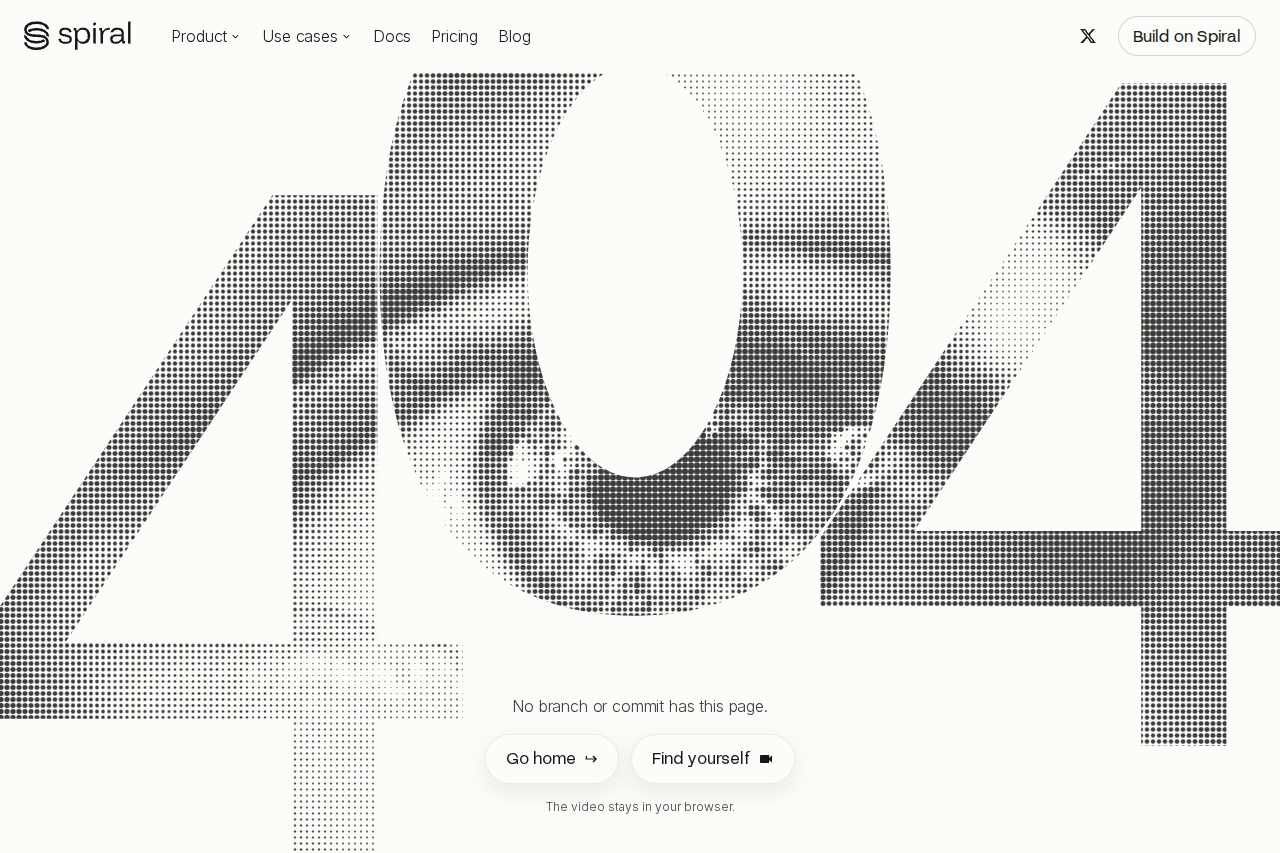 spiral
Product
Use cases
Docs
Pricing
Blog
Build on Spiral
404
No branch or commit has this page.
Go home
Find yourself
The video stays in your browser.